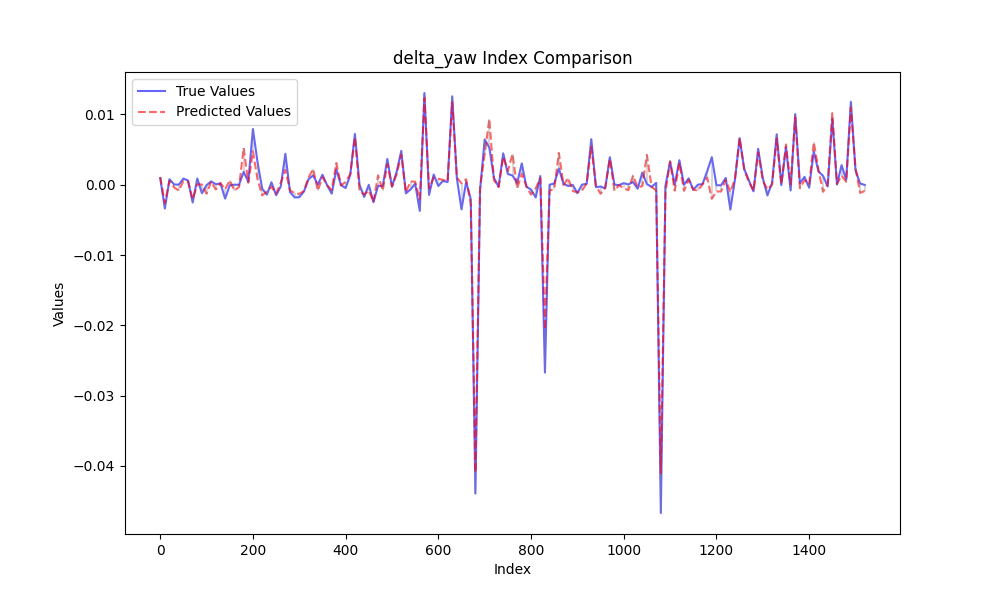 delta_yaw Index Comparison
True Values
Predicted Values
0.01
0.00
−0.01
−0.02
−0.03
−0.04
Values
0 200 400 600 800 1000 1200 1400
Index